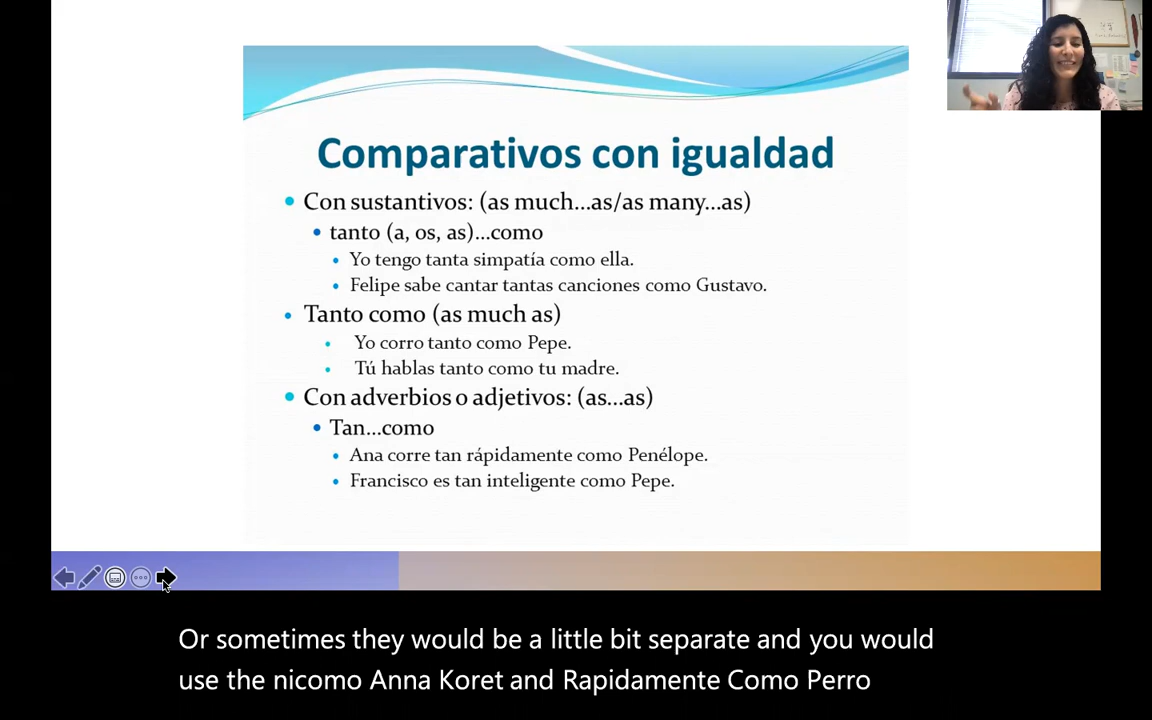 Comparativos con igualdad
Con sustantivos: (as much...as/as many...as)
tanto (a, os, as)...como
Yo tengo tanta simpatía como ella.
Felipe sabe cantar tantas canciones como Gustavo.
Tanto como (as much as)
Yo corro tanto como Pepe.
Tú hablas tanto como tu madre.
Con adverbios o adjetivos: (as...as)
Tan...como
Ana corre tan rápidamente como Penélope.
Francisco es tan inteligente como Pepe.
Or sometimes they would be a little bit separate and you would
use the nicomo Anna Koret and Rapidamente Como Perro